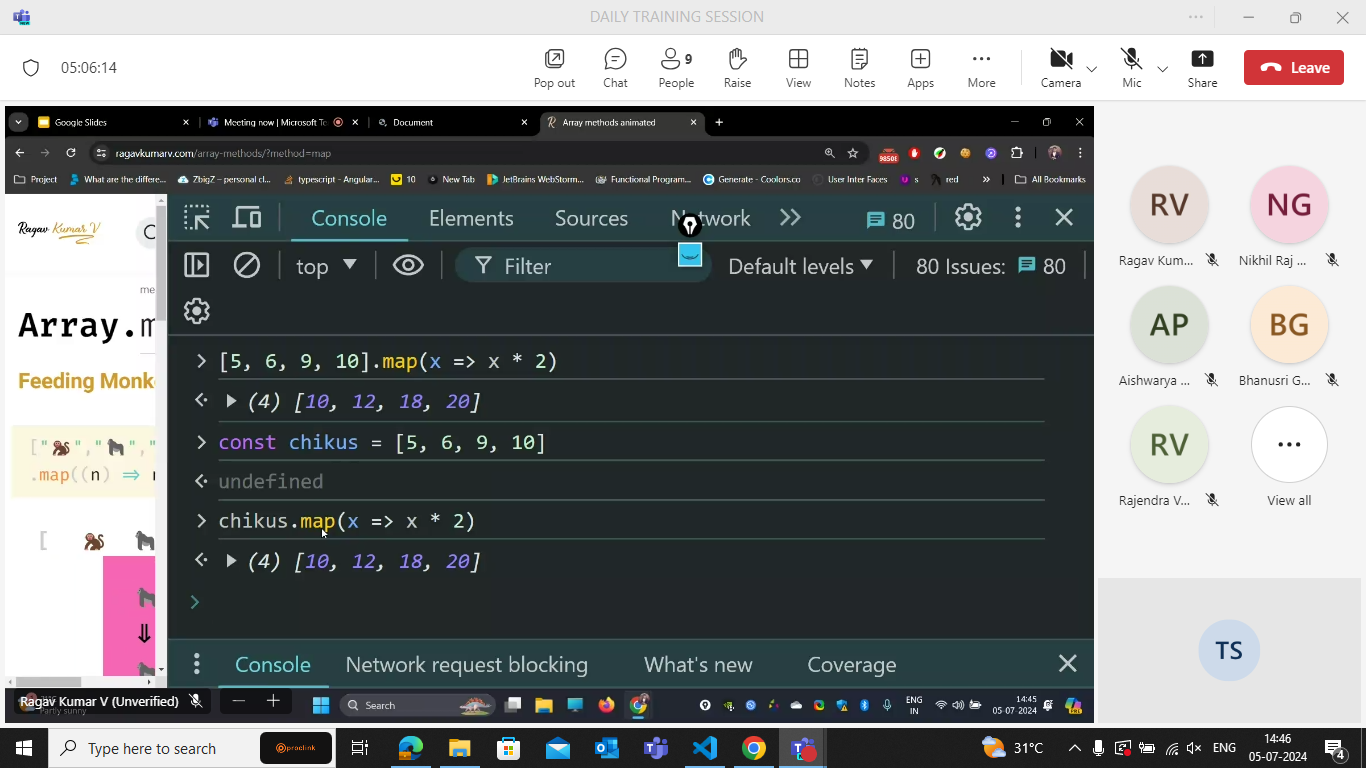 DAILY TRAINING SESSION
05:06:14
Pop out
Chat
9
People
Raise
View
Notes
Apps
More
Camera
Mic
Share
Leave
Google Slides
Meeting now | Microsoft Te
Document
Array methods animated
ragavkumarv.com/array-methods/?method=map
Project
What are the differe...
ZbigZ – personal cl...
typescript - Angular...
10
New Tab
JetBrains WebStorm...
Functional Program...
Generate - Coolors.co
User Inter Faces
s
red
»
All Bookmarks
Ragav Kumar V
me
Array.m
Feeding Monk
.map((n) ⇒
Console
Elements
Sources
Network
80
top
Filter
Default levels
80 Issues:
80
[5, 6, 9, 10].map(x => x * 2)
(4) [10, 12, 18, 20]
const chikus = [5, 6, 9, 10]
undefined
chikus.map(x => x * 2)
(4) [10, 12, 18, 20]
Console
Network request blocking
What's new
Coverage
Ragav Kumar V (Unverified)
Partly sunny
Search
ENG
IN
14:45
05-07-2024
RV
Ragav Kum...
NG
Nikhil Raj ...
AP
Aishwarya ...
BG
Bhanusri G...
RV
Rajendra V...
View all
TS
Type here to search
proclink
31°C
ENG
14:46
05-07-2024
4